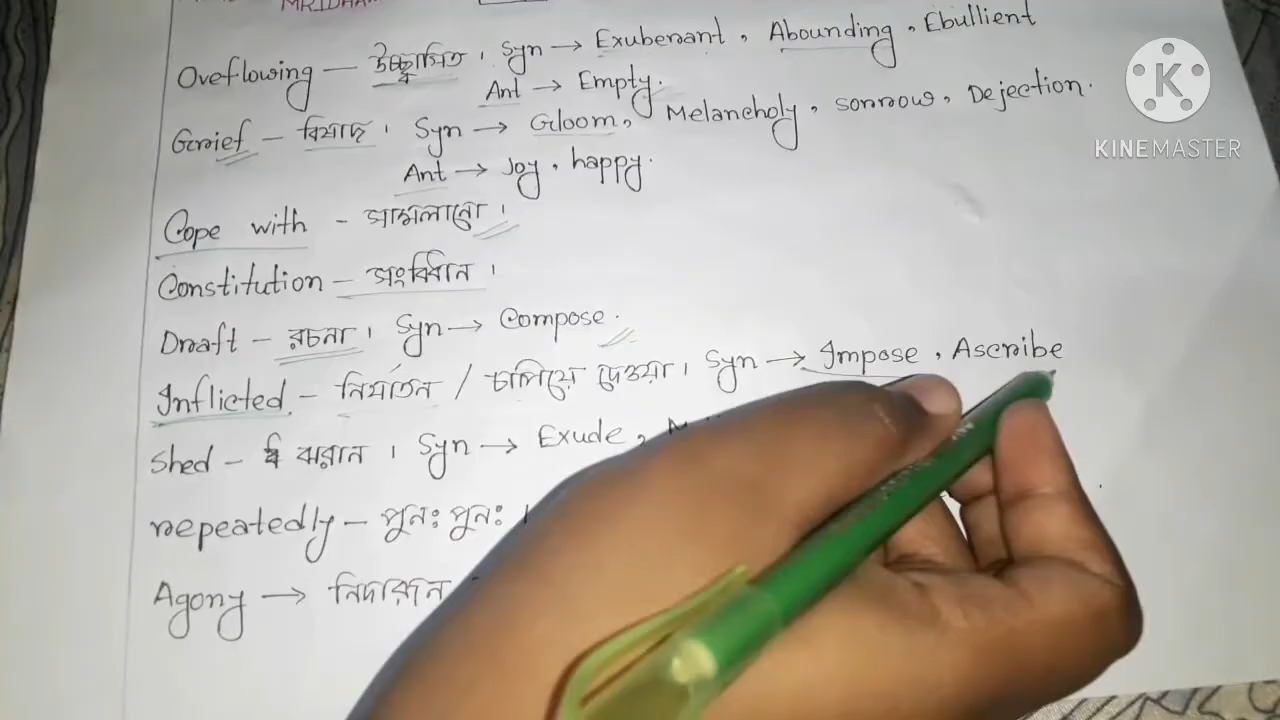 MRIDHA
Oveflowing — উচ্ছ্বসিত । Syn → Exuberant, Abounding, Ebullient
Ant → Empty.
Grief – বিষাদ । Syn → Gloom, Melancholy, sorrow, Dejection.
Ant → Joy, happy.
Cope with - সামলানো ।
Constitution – সংবিধান ।
Draft – রচনা । Syn → Compose.
Inflicted – নির্যাতন / চাপিয়ে দেওয়া । Syn → Impose, Ascribe
Shed – ঝরান । Syn → Exude,
repeatedly – পুনঃ পুনঃ ।
Agony → নিদারুন
KINEMASTER